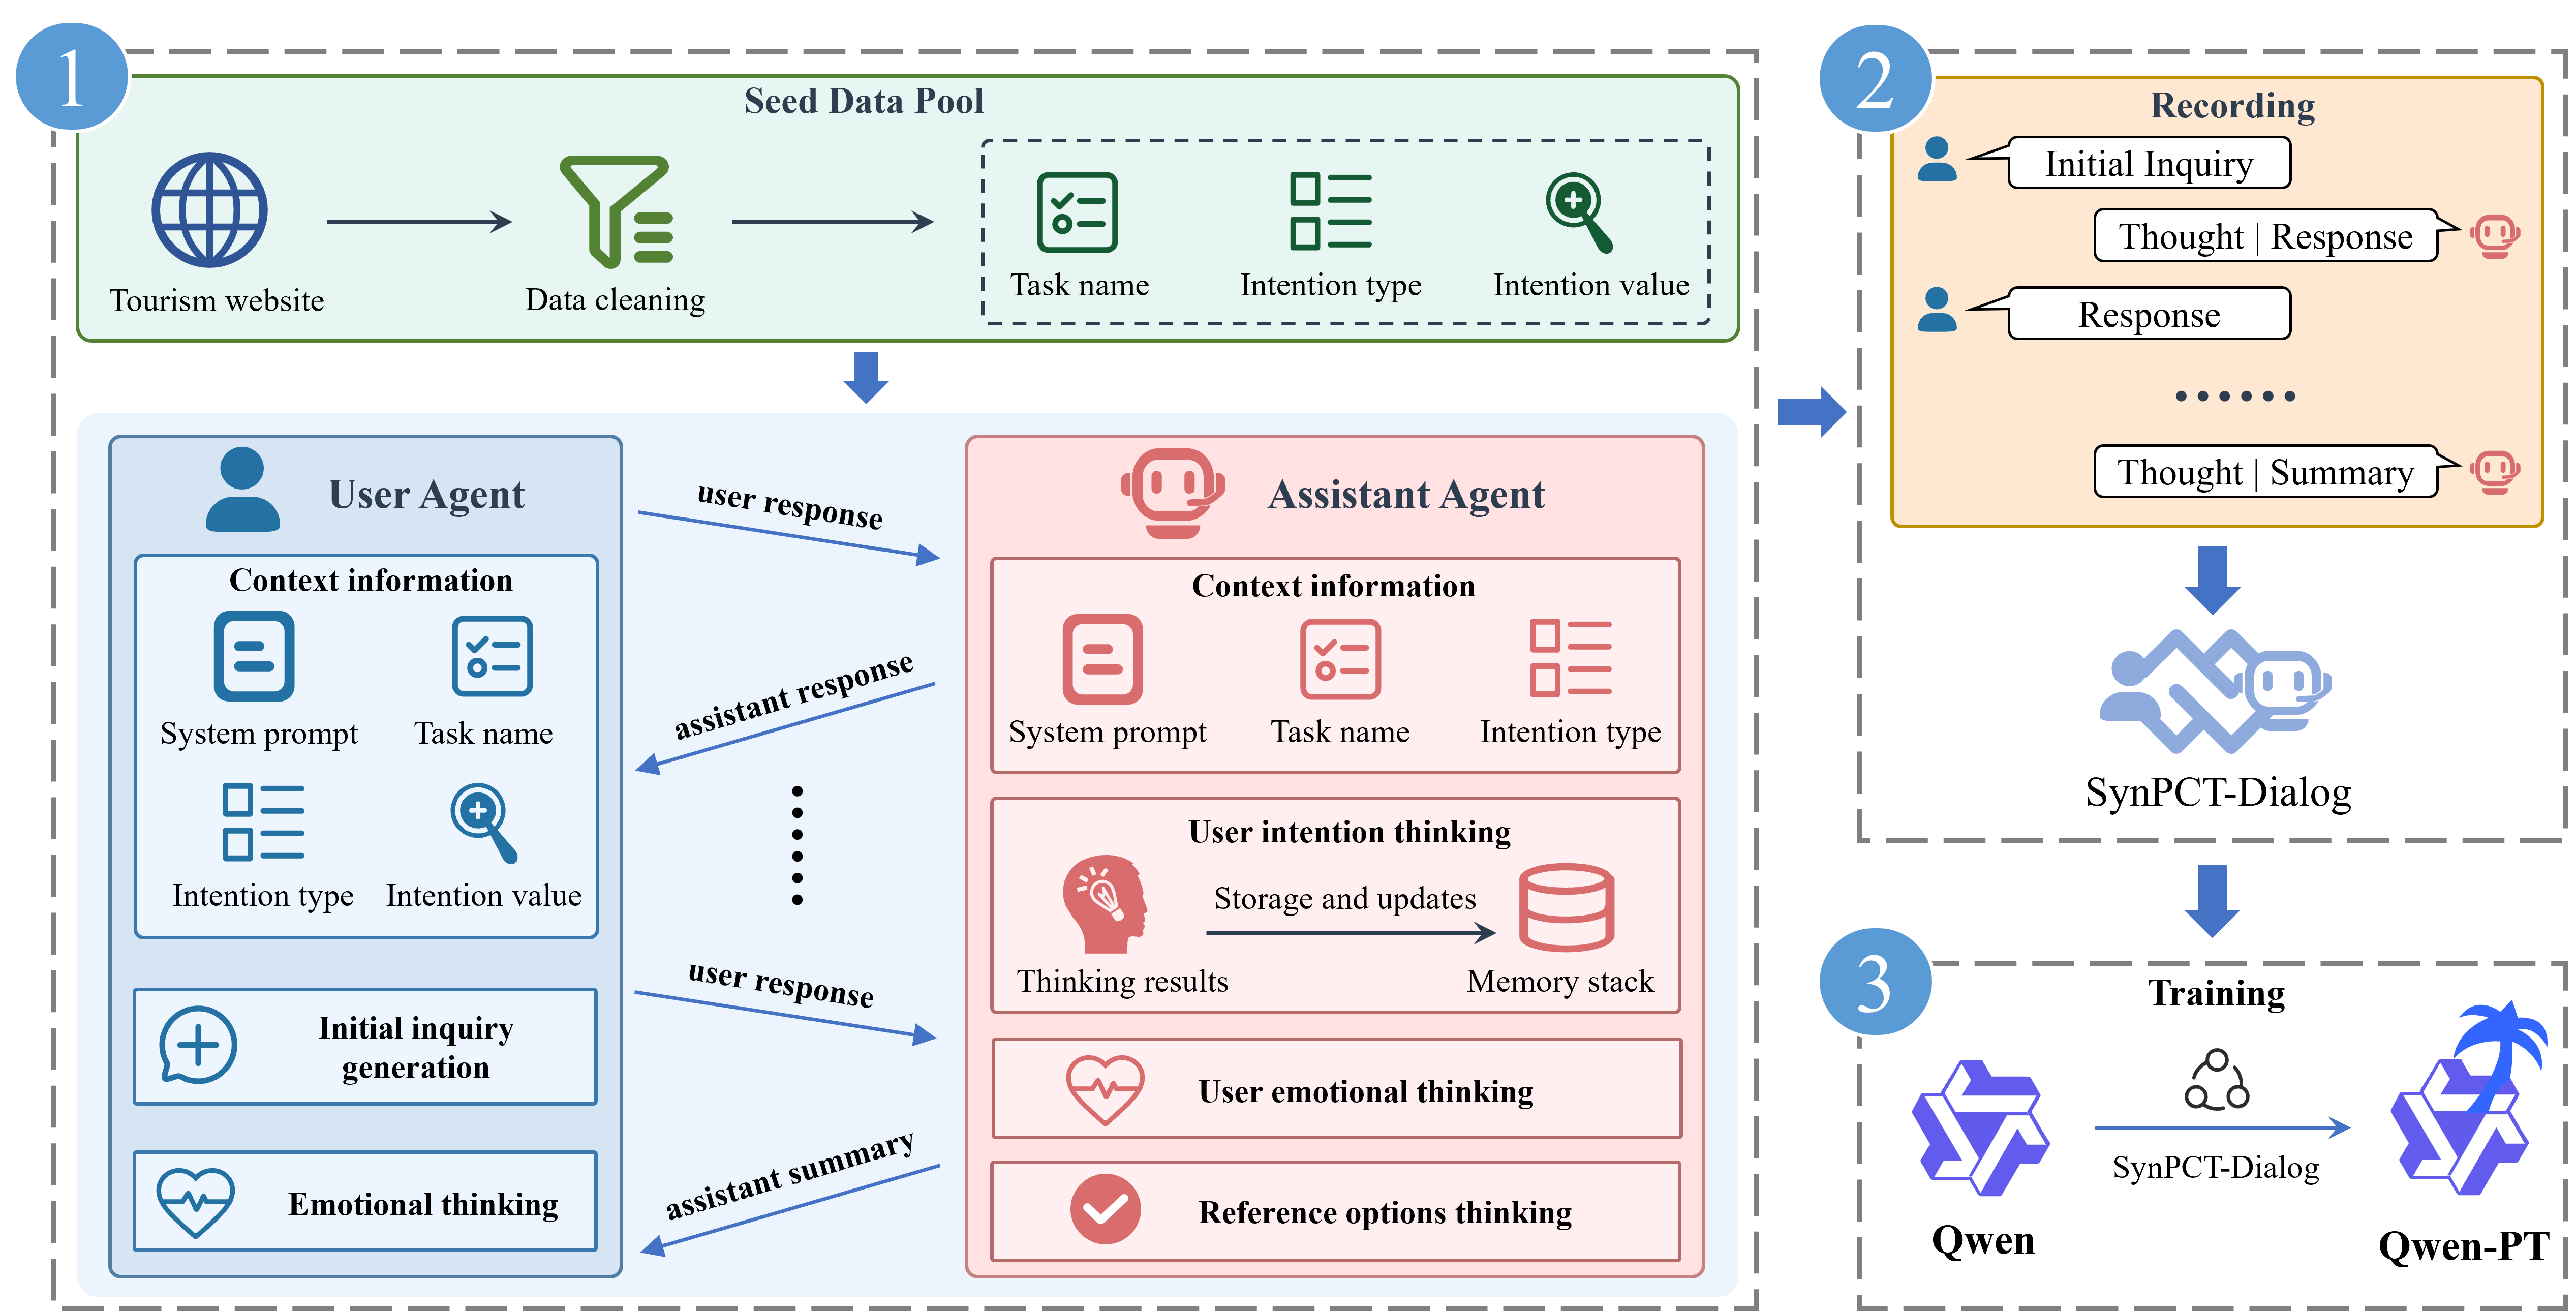 1
Seed Data Pool
Tourism website
Data cleaning
Task name
Intention type
Intention value
User Agent
Context information
System prompt
Task name
Intention type
Intention value
Initial inquiry
generation
Emotional thinking
user response
assistant response
user response
assistant summary
Assistant Agent
Context information
System prompt
Task name
Intention type
User intention thinking
Storage and updates
Thinking results
Memory stack
User emotional thinking
Reference options thinking
2
Recording
Initial Inquiry
Thought | Response
Response
Thought | Summary
SynPCT-Dialog
3
Training
SynPCT-Dialog
Qwen
Qwen-PT